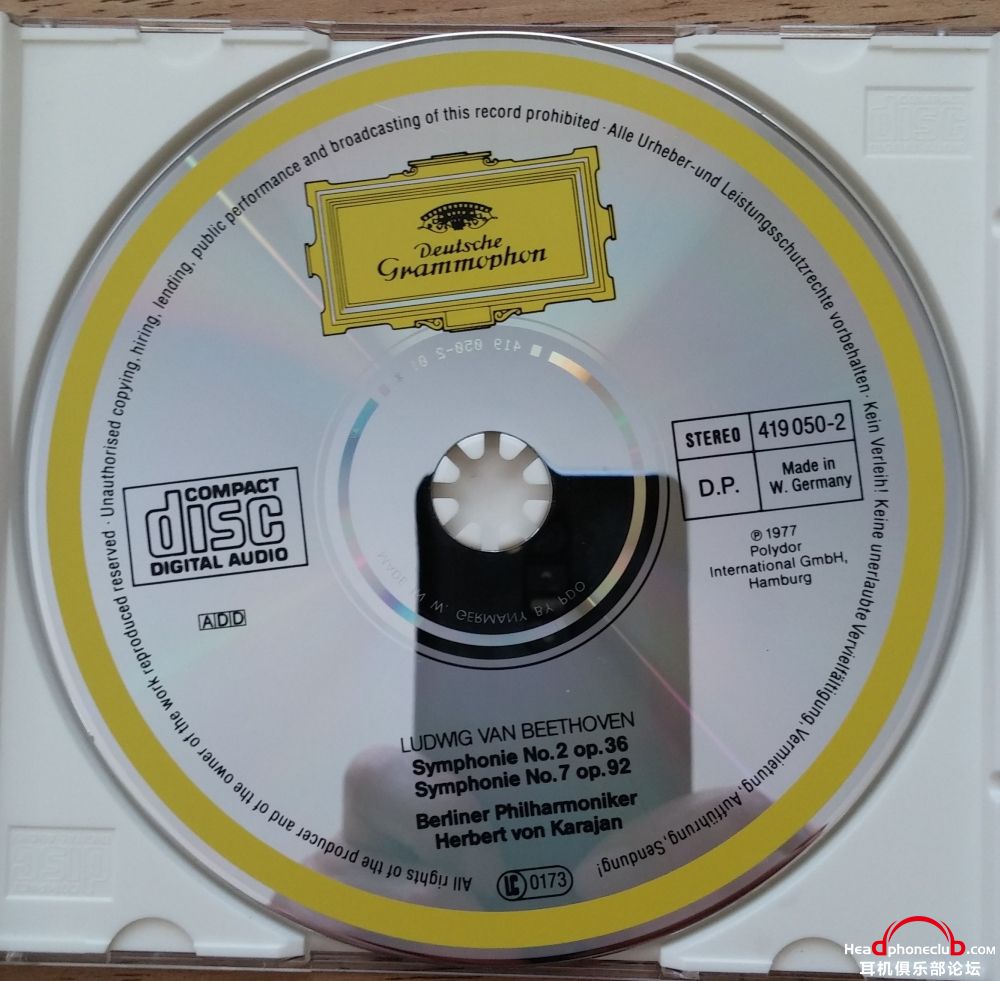 All rights of the producer and of the owner of the work reproduced reserved · Unauthorised copying, hiring, lending, public performance and broadcasting of this record prohibited · Alle Urheber-und Leistungsschutzrechte vorbehalten · Kein Verleih! Keine unerlaubte Vervielfältigung, Vermietung, Aufführung, Sendung!
Deutsche
Grammophon
419 050-2
STEREO
419 050-2
D.P.
Made in
W. Germany
℗ 1977
Polydor
International GmbH,
Hamburg
COMPACT
disc
DIGITAL AUDIO
ADD
MADE IN W. GERMANY BY PDO
LUDWIG VAN BEETHOVEN
Symphonie No.2 op.36
Symphonie No.7 op.92
Berliner Philharmoniker
Herbert von Karajan
LC 0173
Headphoneclub.com
耳机俱乐部论坛